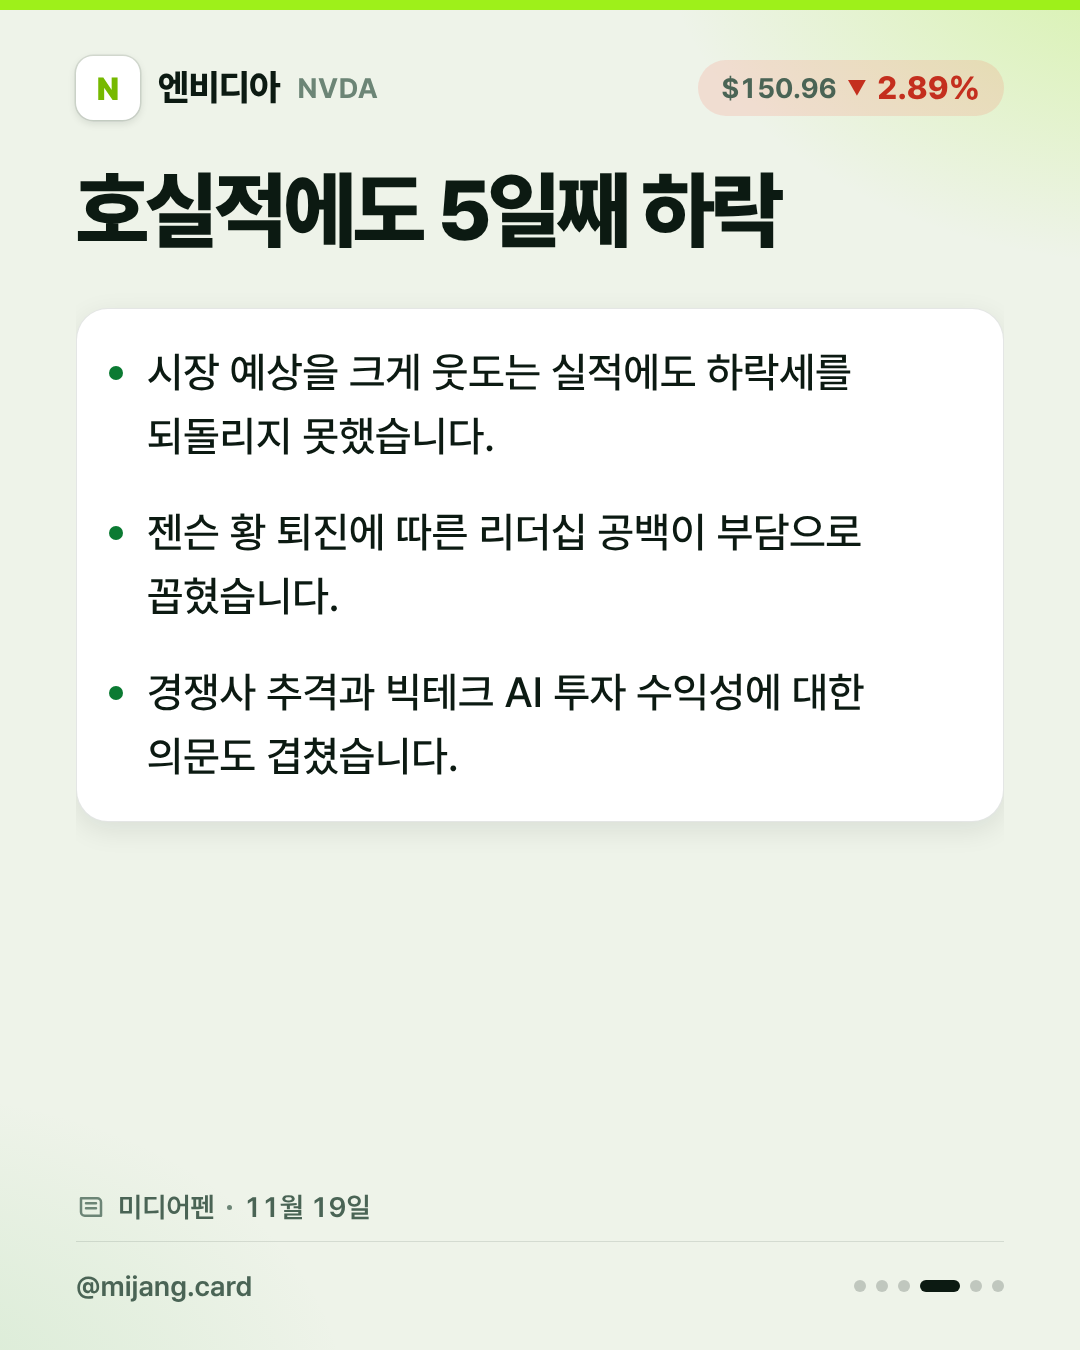 N 엔비디아 NVDA $150.96 ▼ 2.89%
호실적에도 5일째 하락
• 시장 예상을 크게 웃도는 실적에도 하락세를
되돌리지 못했습니다.
• 젠슨 황 퇴진에 따른 리더십 공백이 부담으로
꼽혔습니다.
• 경쟁사 추격과 빅테크 AI 투자 수익성에 대한
의문도 겹쳤습니다.
미디어펜 · 11월 19일
@mijang.card